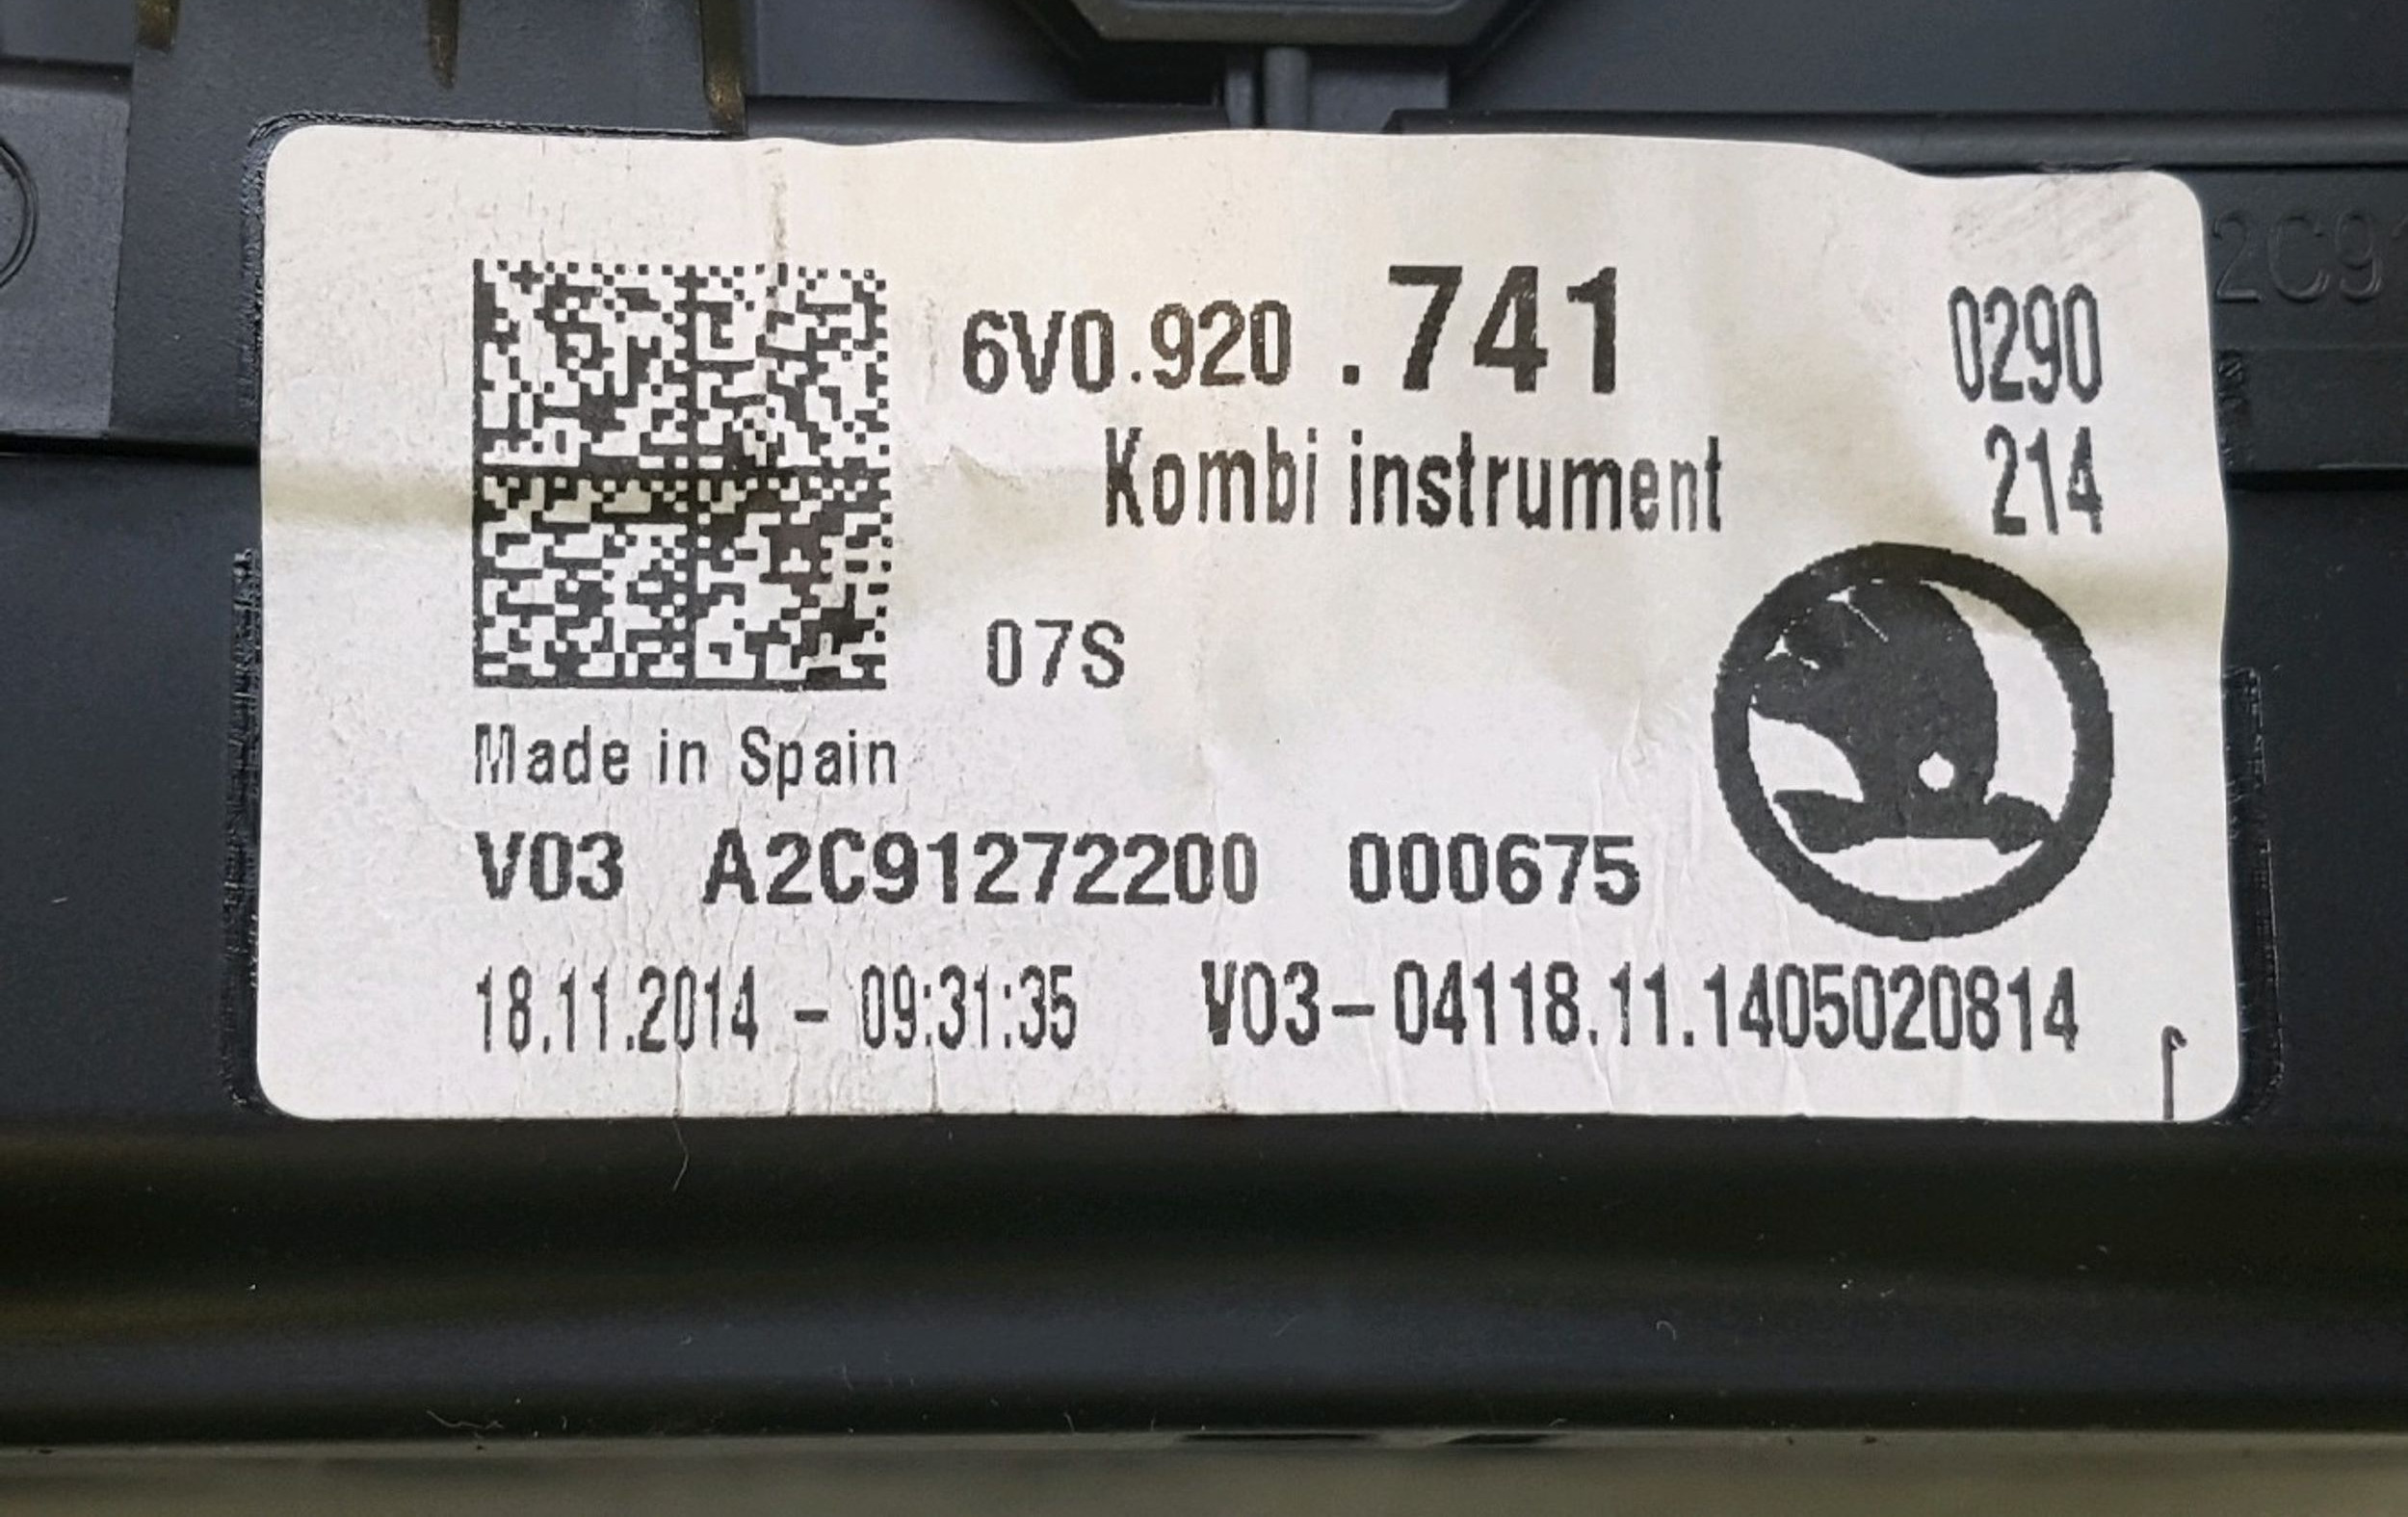 6V0.920 .741 0290
Kombi instrument 214
07S
Made in Spain
V03 A2C91272200 000675
18.11.2014 - 09:31:35 V03-04118.11.1405020814
2C9